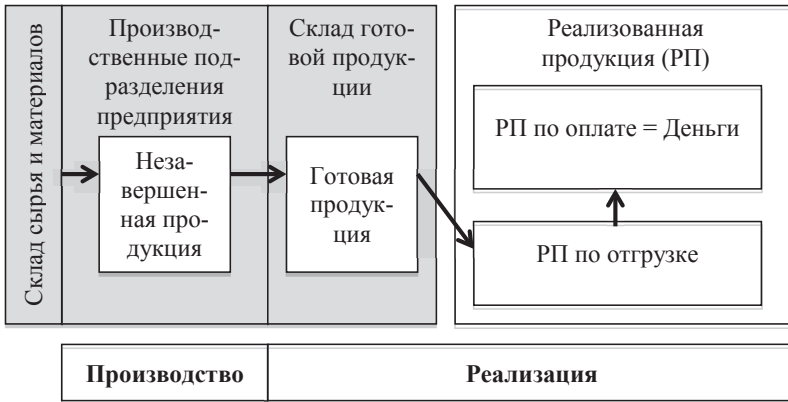 Склад сырья и материалов
Производ-
ственные под-
разделения
предприятия
Неза-
вершен-
ная про-
дукция
Склад гото-
вой продук-
ции
Готовая
продук-
ция
Реализованная
продукция (РП)
РП по оплате = Деньги
РП по отгрузке
Производство
Реализация